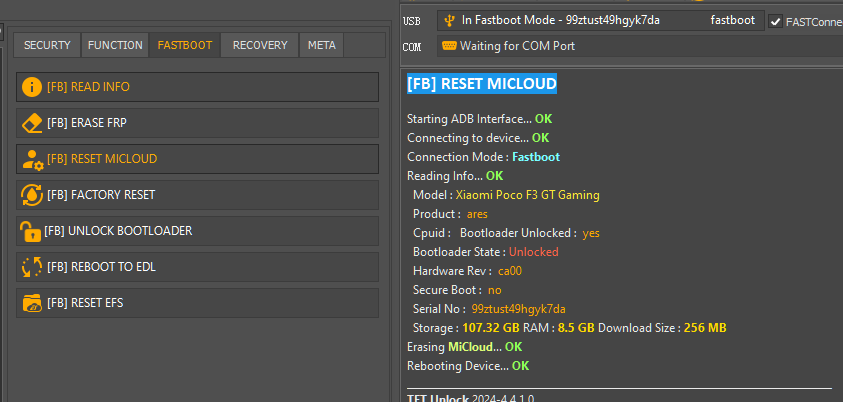 SECURTY FUNCTION FASTBOOT RECOVERY META
[FB] READ INFO
[FB] ERASE FRP
[FB] RESET MICLOUD
[FB] FACTORY RESET
[FB] UNLOCK BOOTLOADER
[FB] REBOOT TO EDL
[FB] RESET EFS
USB In Fastboot Mode - 99ztust49hgyk7da fastboot FASTConne
COM Waiting for COM Port
[FB] RESET MICLOUD
Starting ADB Interface... OK
Connecting to device... OK
Connection Mode : Fastboot
Reading Info... OK
Model : Xiaomi Poco F3 GT Gaming
Product : ares
Cpuid : Bootloader Unlocked : yes
Bootloader State : Unlocked
Hardware Rev : ca00
Secure Boot : no
Serial No : 99ztust49hgyk7da
Storage : 107.32 GB RAM : 8.5 GB Download Size : 256 MB
Erasing MiCloud... OK
Rebooting Device... OK
TFT Unlock 2024-4.4.1.0